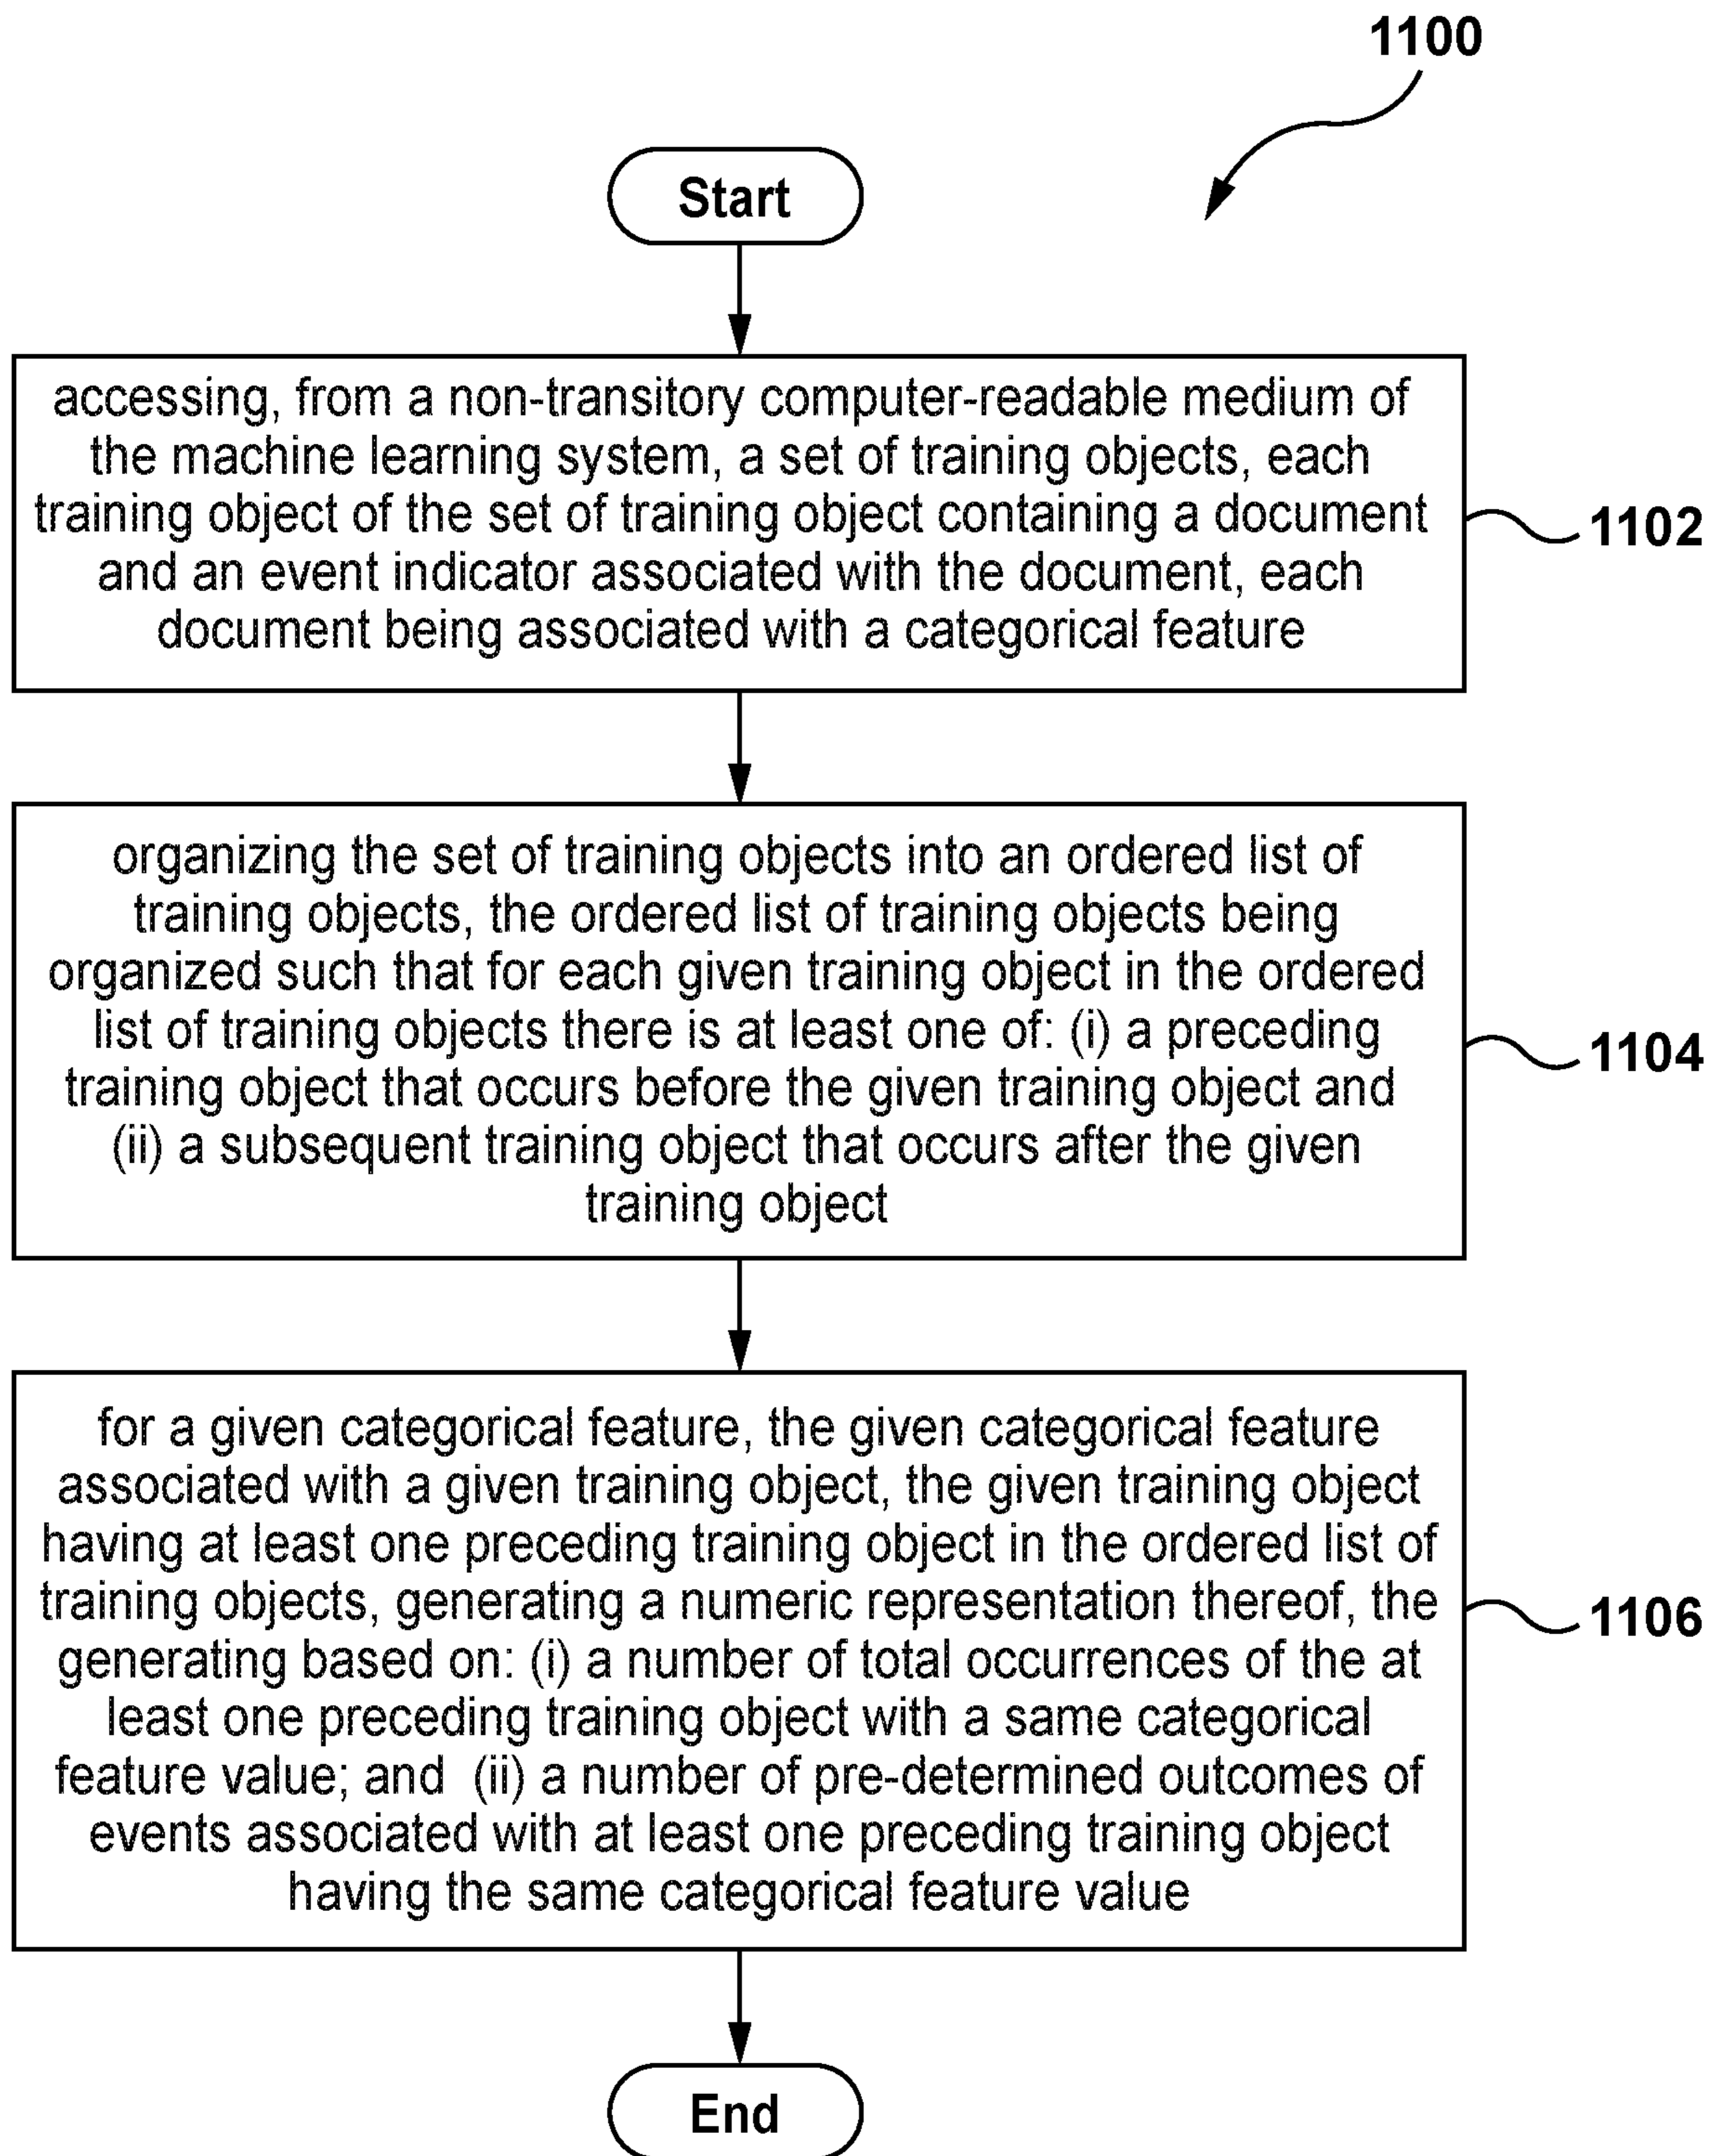 1100
Start
accessing, from a non-transitory computer-readable medium of
the machine learning system, a set of training objects, each
training object of the set of training object containing a document
and an event indicator associated with the document, each
document being associated with a categorical feature
1102
organizing the set of training objects into an ordered list of
training objects, the ordered list of training objects being
organized such that for each given training object in the ordered
list of training objects there is at least one of: (i) a preceding
training object that occurs before the given training object and
(ii) a subsequent training object that occurs after the given
training object
1104
for a given categorical feature, the given categorical feature
associated with a given training object, the given training object
having at least one preceding training object in the ordered list of
training objects, generating a numeric representation thereof, the
generating based on: (i) a number of total occurrences of the at
least one preceding training object with a same categorical
feature value; and (ii) a number of pre-determined outcomes of
events associated with at least one preceding training object
having the same categorical feature value
1106
End